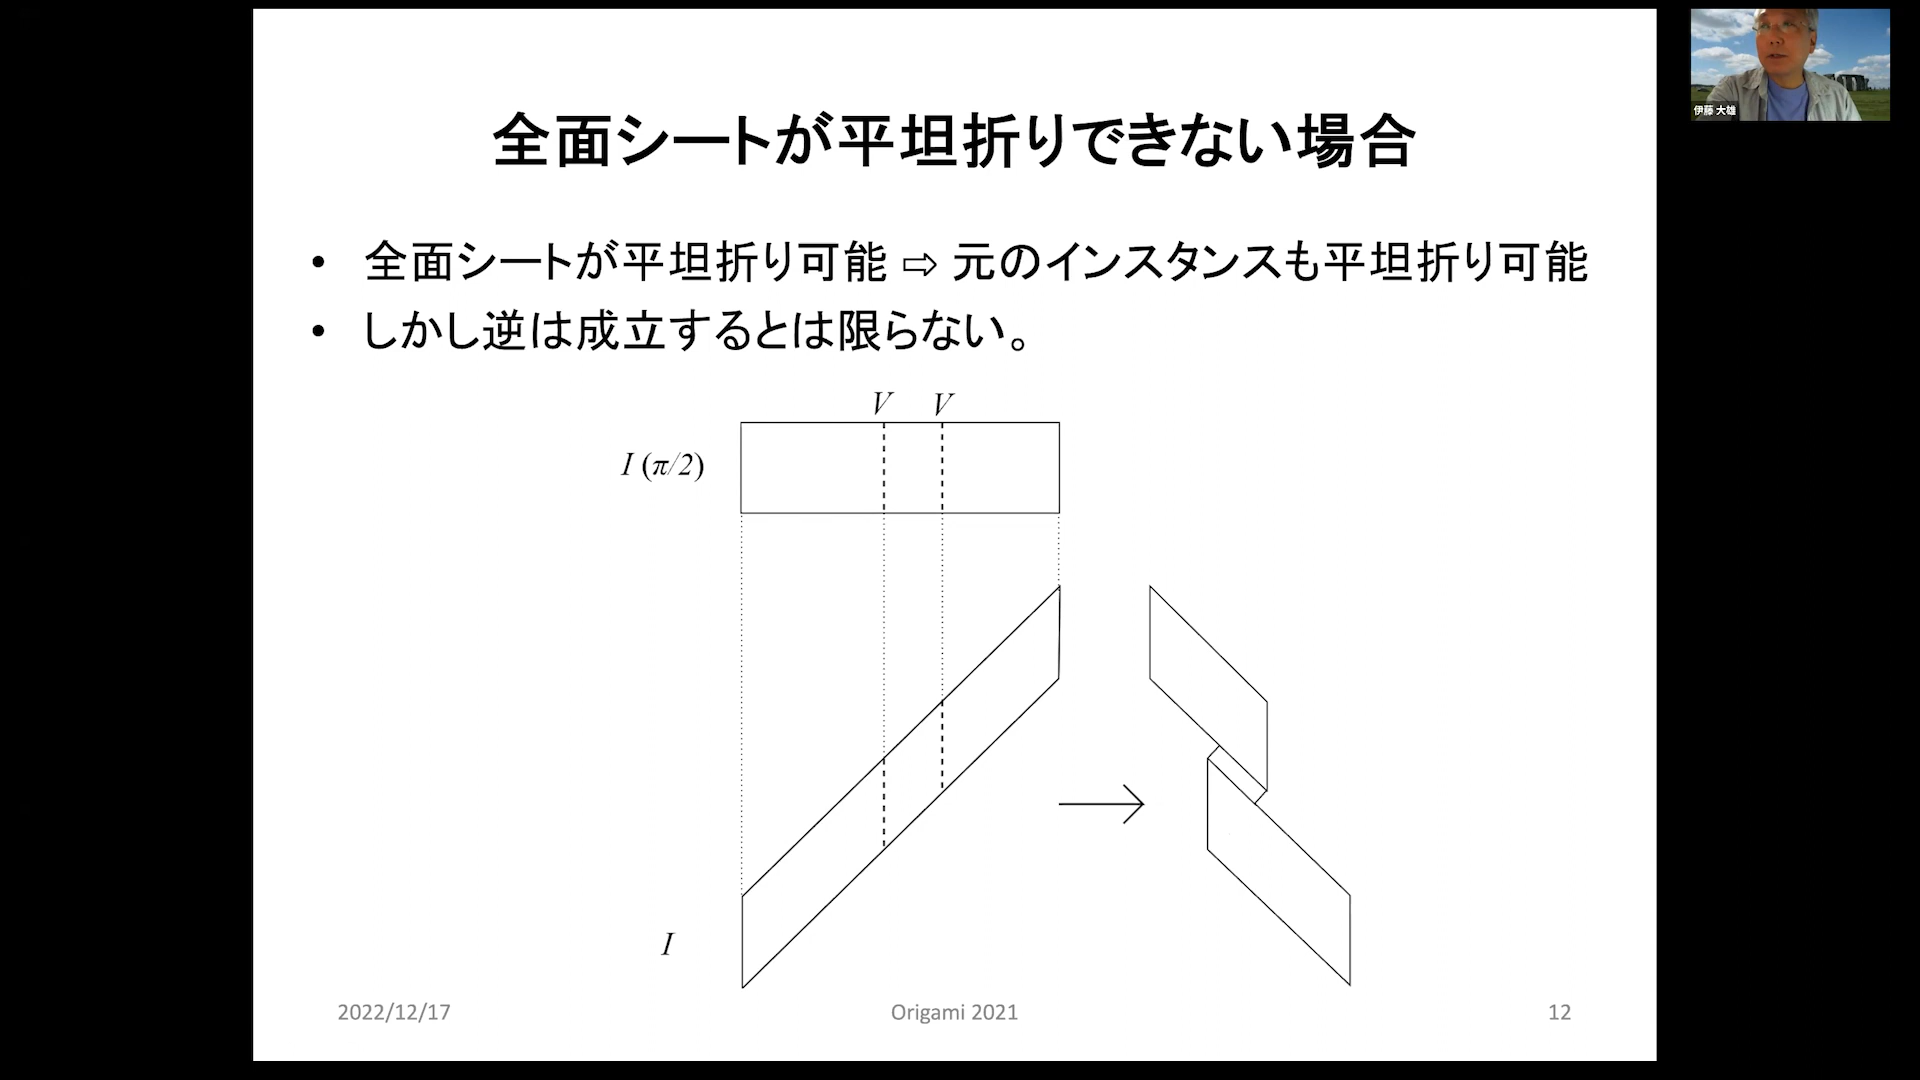 伊藤 大雄
全面シートが平坦折りできない場合
• 全面シートが平坦折り可能 ⇨ 元のインスタンスも平坦折り可能
• しかし逆は成立するとは限らない。
V V
I (π/2)
I
2022/12/17 Origami 2021 12